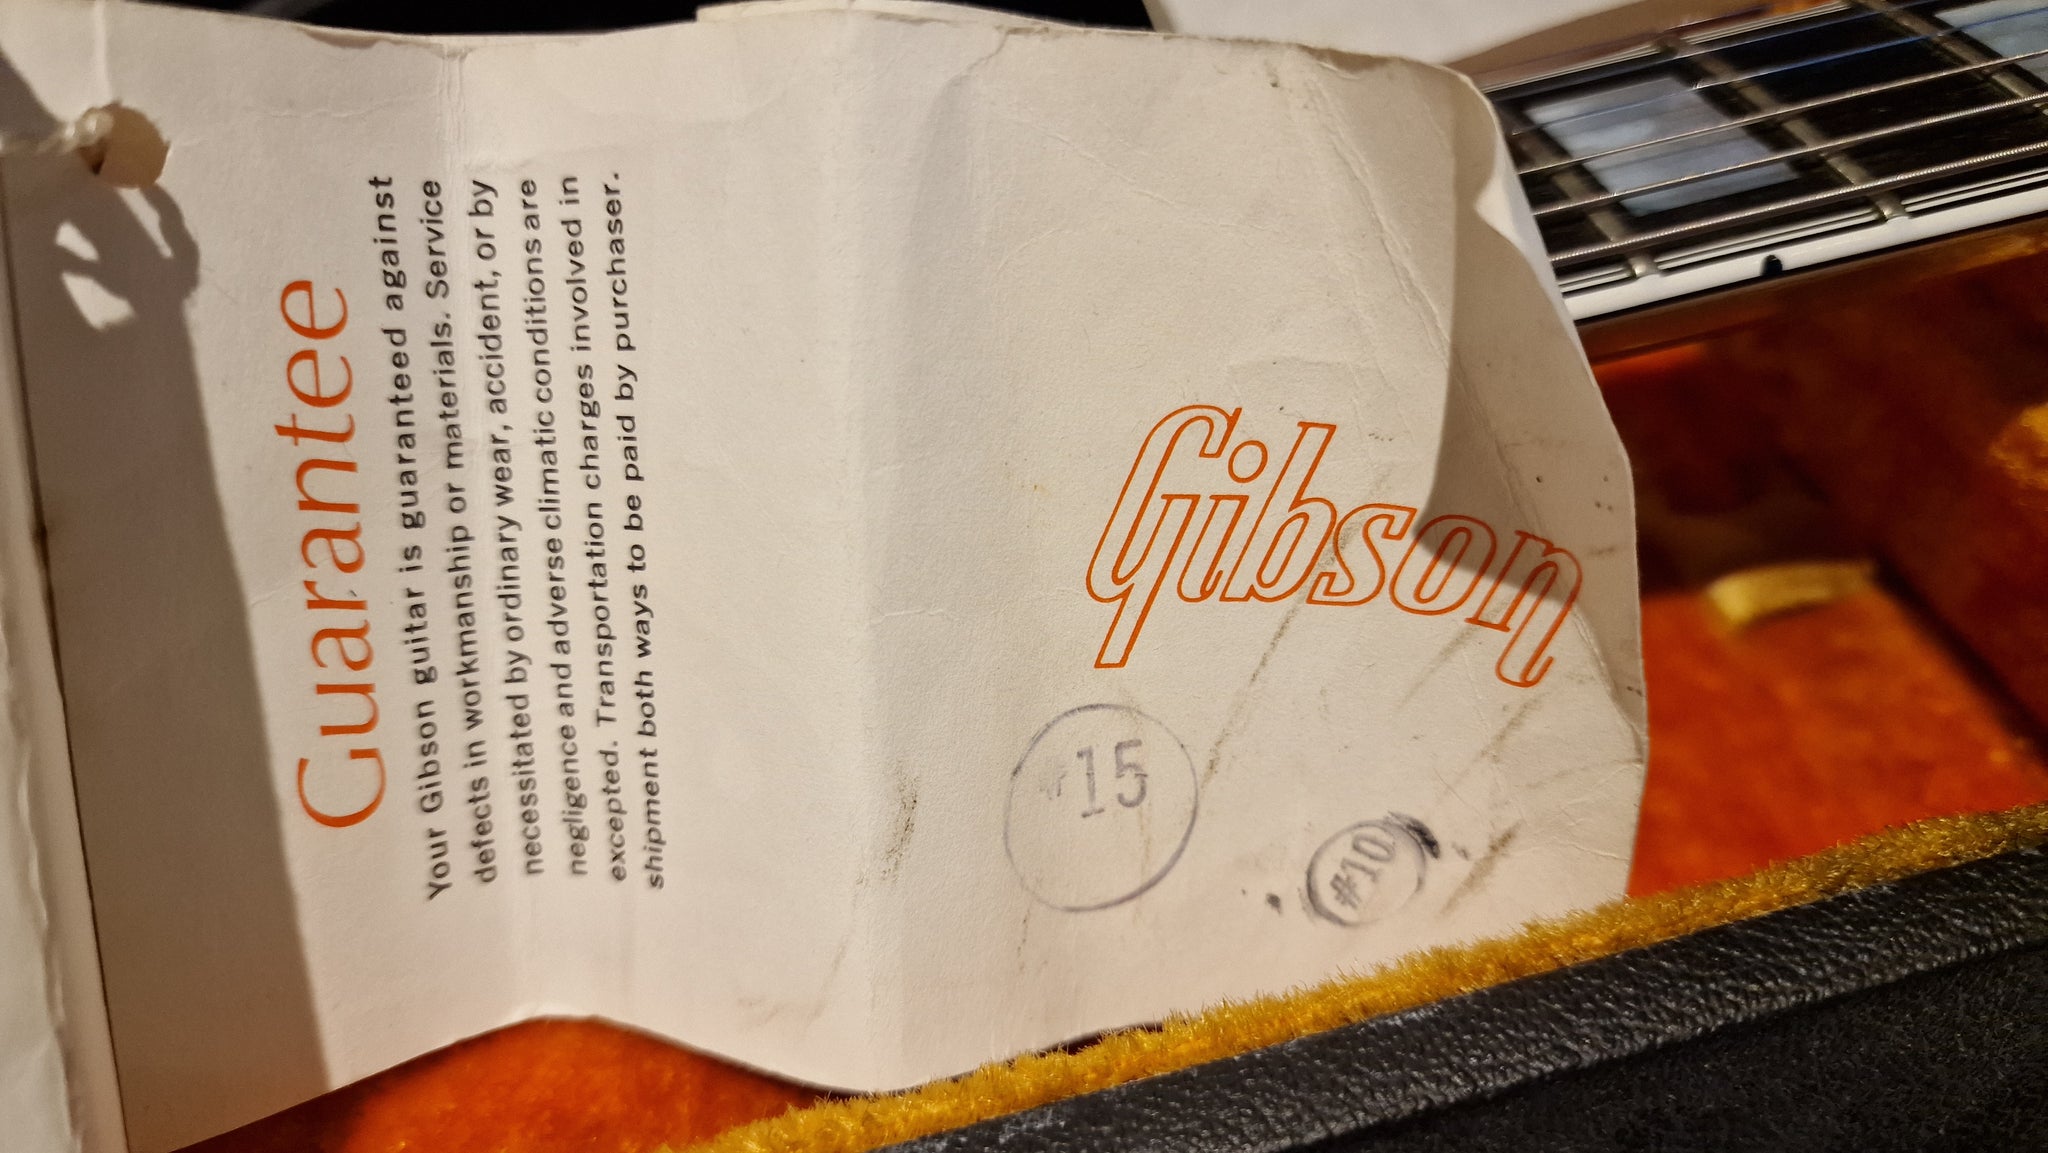 Guarantee
Your Gibson guitar is guaranteed against
defects in workmanship or materials. Service
necessitated by ordinary wear, accident, or by
negligence and adverse climatic conditions are
excepted. Transportation charges involved in
shipment both ways to be paid by purchaser.
Gibson
15
#10